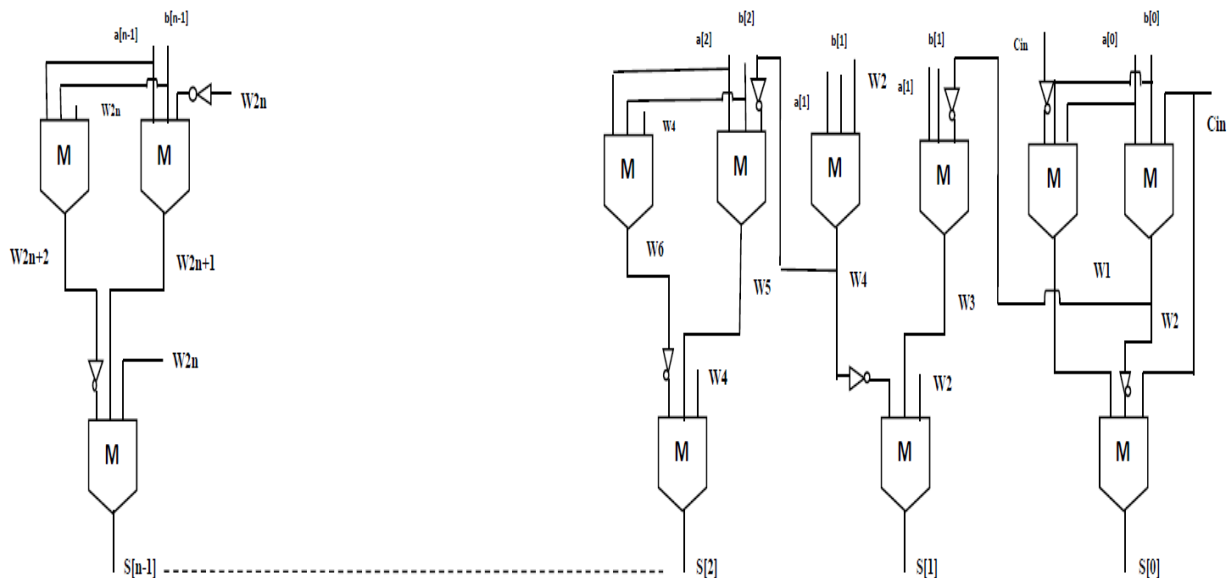 b[n-1]
a[n-1]
W2n
W2n
M
M
W2n+2
W2n+1
W2n
M
S[n-1]
b[2]
a[2]
W4
M
M
W6
W5
W4
M
S[2]
b[1]
W2
a[1]
M
W4
b[1]
a[1]
M
W3
W2
M
S[1]
Cin
b[0]
a[0]
Cin
M
M
W1
W2
M
S[0]